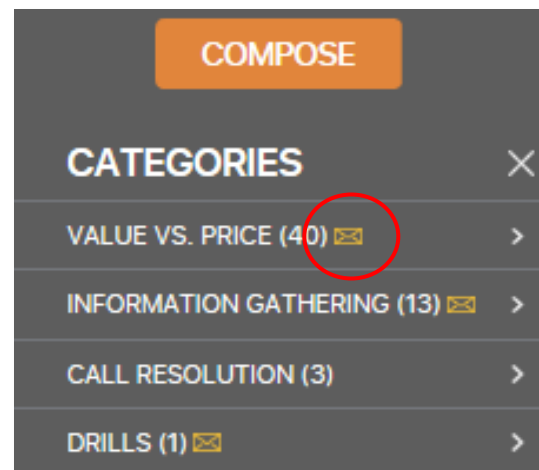 COMPOSE
CATEGORIES
VALUE VS. PRICE (40)
INFORMATION GATHERING (13)
CALL RESOLUTION (3)
DRILLS (1)